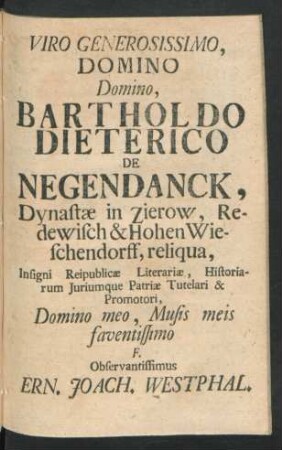 VIRO GENEROSISSIMO,
DOMINO
Domino,
BARTHOLDO
DIETERICO
DE
NEGENDANCK,
Dynastæ in Zierow, Re-
dewisch & Hohen Wie-
schendorff, reliqua,
Insigni Reipublicæ Literariæ, Historia-
rum Juriumque Patriæ Tutelari &
Promotori,
Domino meo, Musis meis
faventissimo
F.
Observantissimus
ERN. JOACH. WESTPHAL.